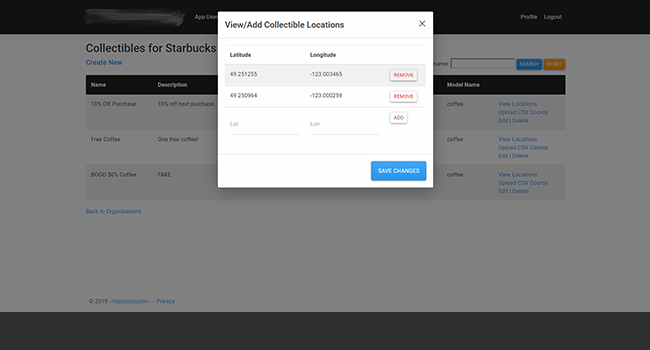 App User
Profile Logout
View/Add Collectible Locations ×
Collectibles for Starbucks
Create New
name: SEARCH RESET
Latitude Longitude
49.251255 -123.003465 REMOVE
49.250964 -123.000259 REMOVE
Lat Lon ADD
SAVE CHANGES
Name Description Model Name
10% Off Purchase 10% off next purchase coffee View Locations
Upload CSV Coords
Edit | Delete
Free Coffee One free coffee! coffee View Locations
Upload CSV Coords
Edit | Delete
BOGO 50% Coffee FAKE coffee View Locations
Upload CSV Coords
Edit | Delete
Back to Organizations
© 2019 - - Privacy